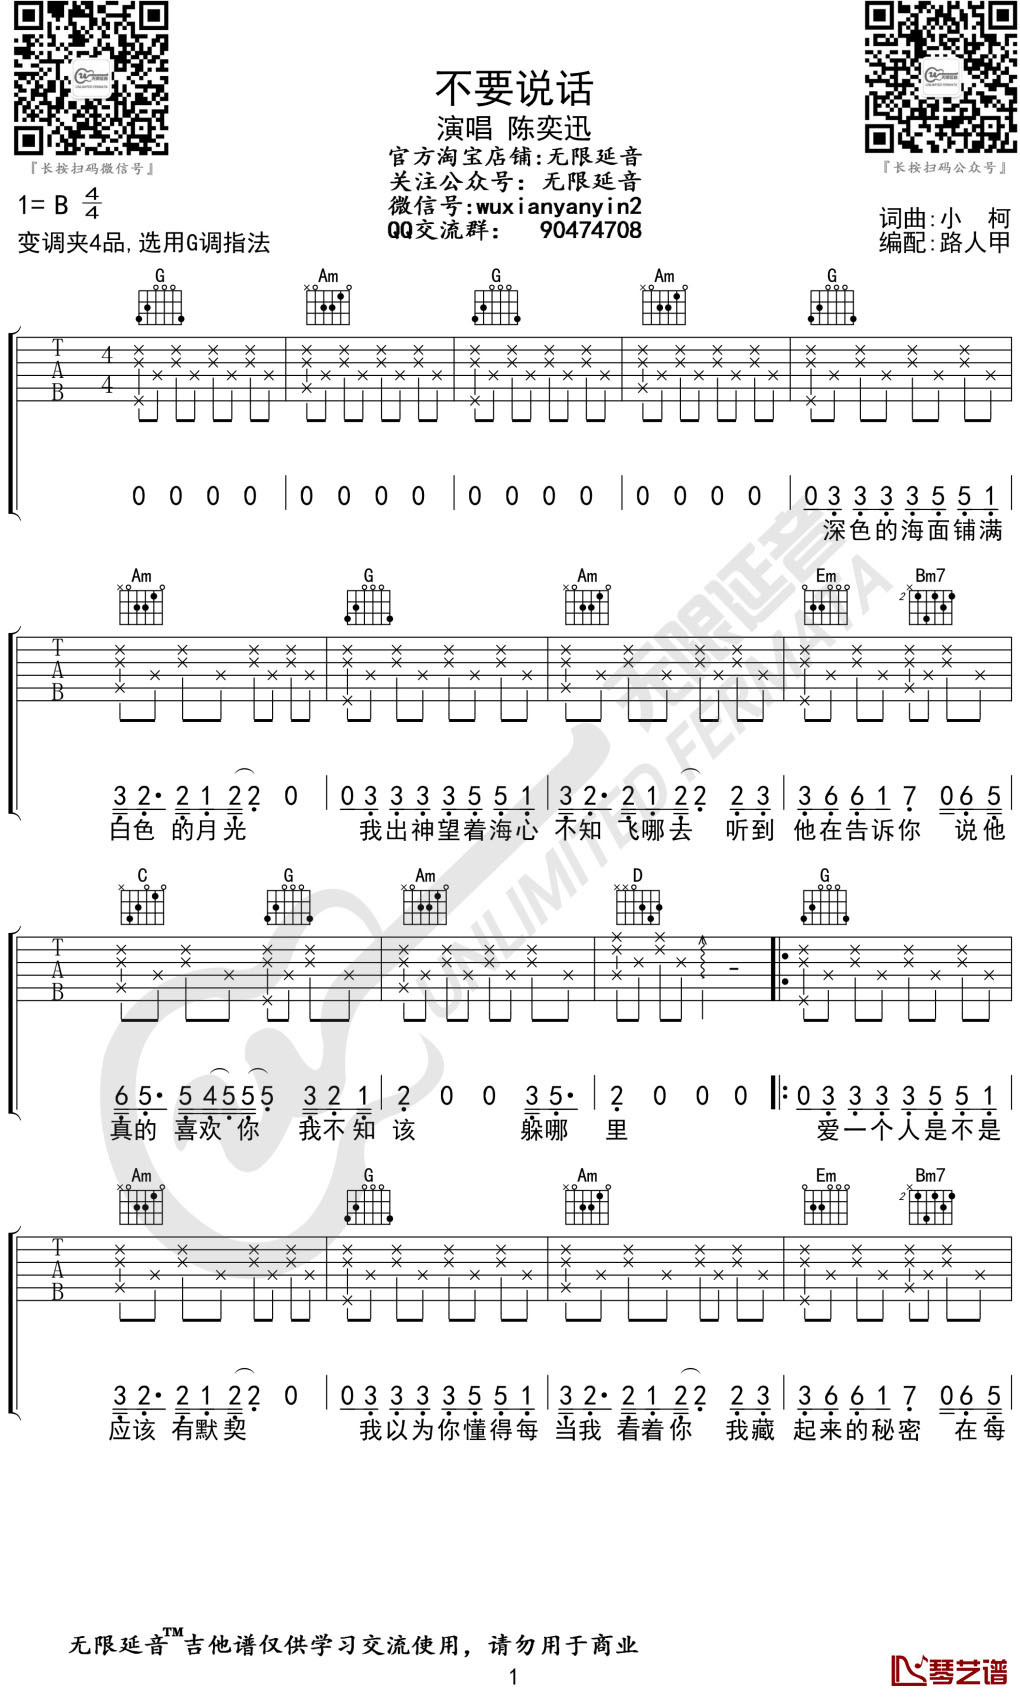 不要说话
演唱 陈奕迅
官方淘宝店铺:无限延音
关注公众号: 无限延音
微信号:wuxianyanyin2
QQ交流群: 90474708
『长按扫码微信号』
『长按扫码公众号』
1= B 4/4
变调夹4品,选用G调指法
词曲:小 柯
编配:路人甲
G Am G Am G
T A B 4 4
0 0 0 0 0 0 0 0 0 0 0 0 0 0 0 0 0 3 3 3 3 5 5 1
深色的海面铺满
Am G Am Em Bm7
2
T A B
3 2· 2 1 2 2 0 0 3 3 3 3 5 5 1 3 2· 2 1 2 2 2 3 3 6 6 1 7 0 6 5
白色 的月光 我出神望着海心 不知 飞哪去 听到 他在告诉你 说他
C G Am D G
T A B
6 5· 5 4 5 5 5 3 2 1 2 0 0 3 5· 2 0 0 0 0 3 3 3 3 5 5 1
真的 喜欢 你 我不知 该 躲哪 里 爱一个人是不是
Am G Am Em Bm7
2
T A B
3 2· 2 1 2 2 0 0 3 3 3 3 5 5 1 3 2· 2 1 2 2 2 3 3 6 6 1 7 0 6 5
应该 有默契 我以为你懂得每 当我 看着你 我藏 起来的秘密 在每
无限延音
UNLIMITED FERMATA
无限延音™吉他谱仅供学习交流使用，请勿用于商业
1
琴艺谱